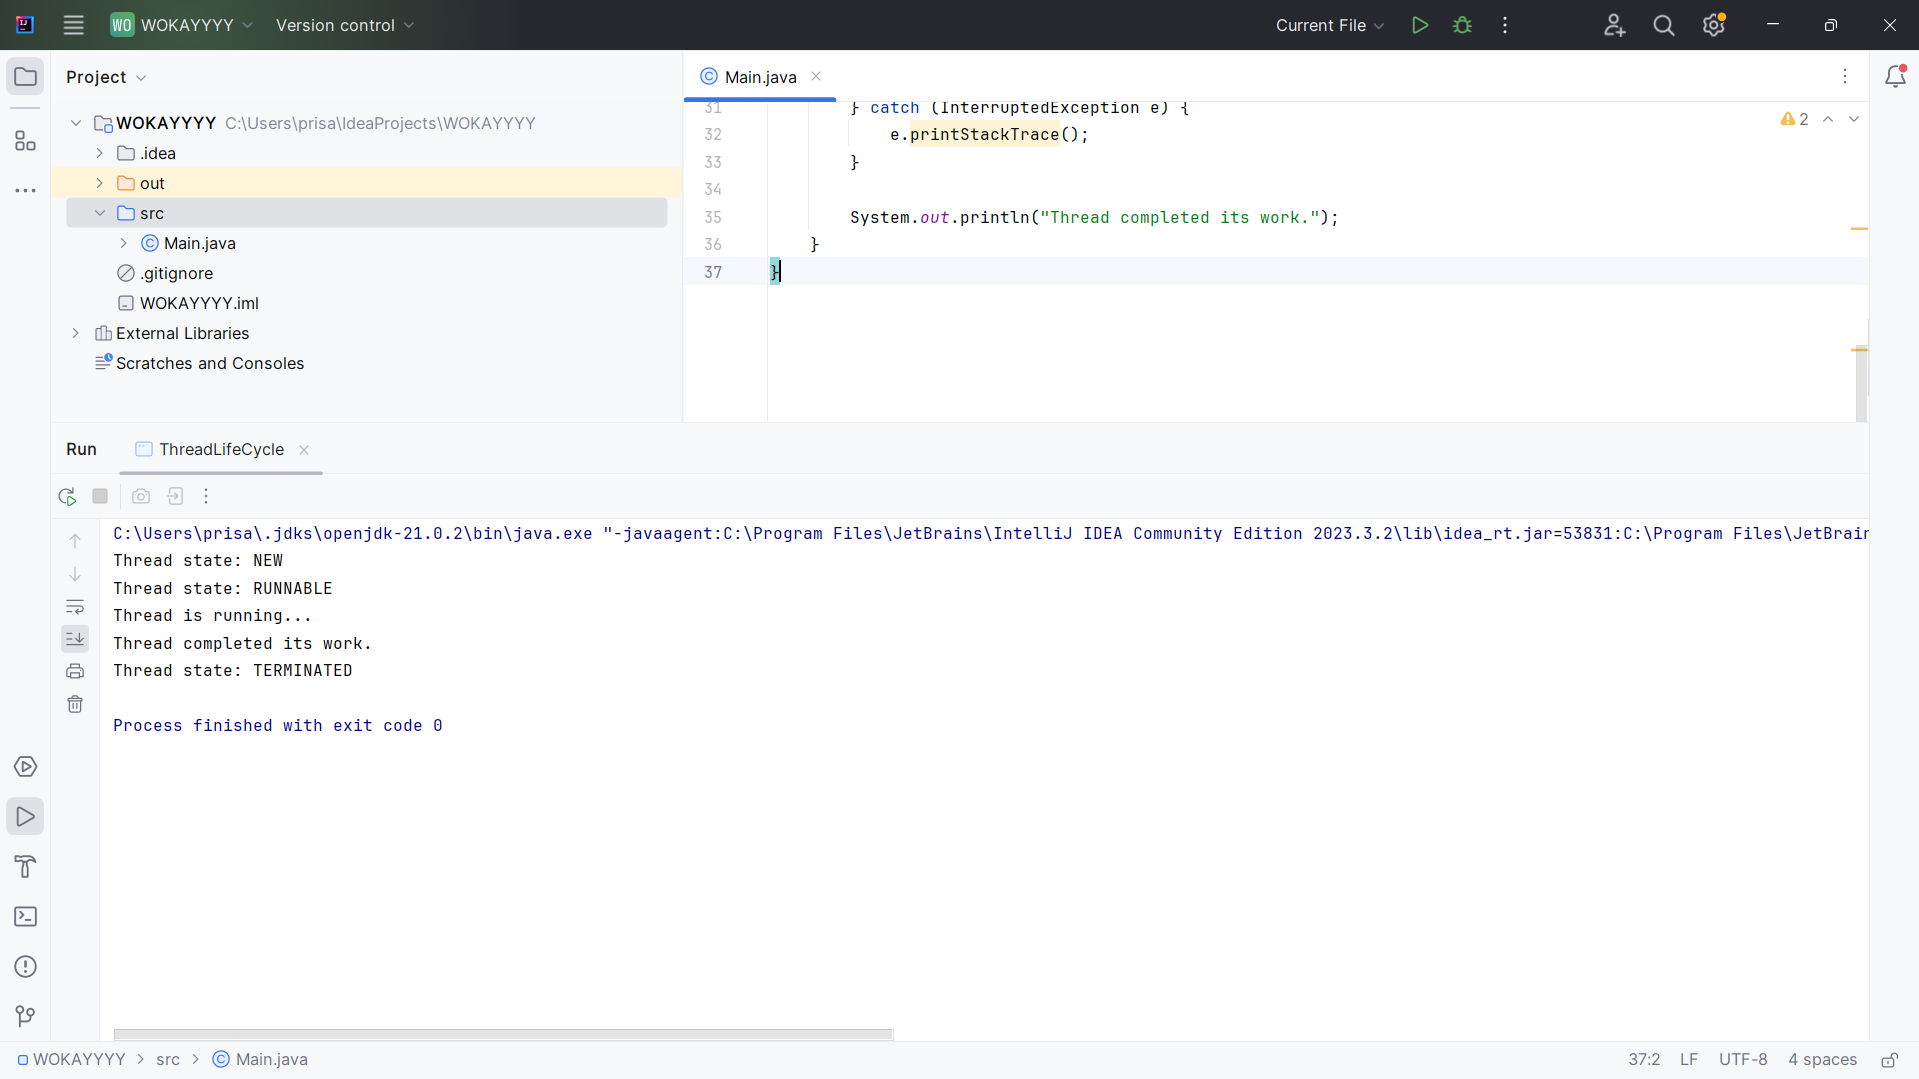 WO WOKAYYYY Version control Current File
Project
WOKAYYYY C:\Users\prisa\IdeaProjects\WOKAYYYY
.idea
out
src
Main.java
.gitignore
WOKAYYYY.iml
External Libraries
Scratches and Consoles
Main.java
31 } catch (InterruptedException e) {
32 e.printStackTrace();
33 }
34
35 System.out.println("Thread completed its work.");
36 }
37 }
2
Run ThreadLifeCycle
C:\Users\prisa\.jdks\openjdk-21.0.2\bin\java.exe "-javaagent:C:\Program Files\JetBrains\IntelliJ IDEA Community Edition 2023.3.2\lib\idea_rt.jar=53831:C:\Program Files\JetBrain
Thread state: NEW
Thread state: RUNNABLE
Thread is running...
Thread completed its work.
Thread state: TERMINATED
Process finished with exit code 0
WOKAYYYY > src > Main.java 37:2 LF UTF-8 4 spaces